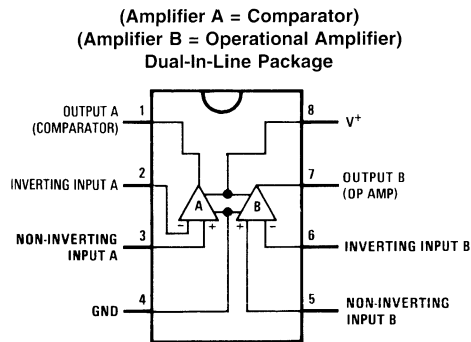 (Amplifier A = Comparator)
(Amplifier B = Operational Amplifier)
Dual-In-Line Package
OUTPUT A
(COMPARATOR)
1
8
V+
2
INVERTING INPUT A
7
OUTPUT B
(OP AMP)
A
B
− + + −
NON-INVERTING
INPUT A
3
6
INVERTING INPUT B
4
GND
5
NON-INVERTING
INPUT B